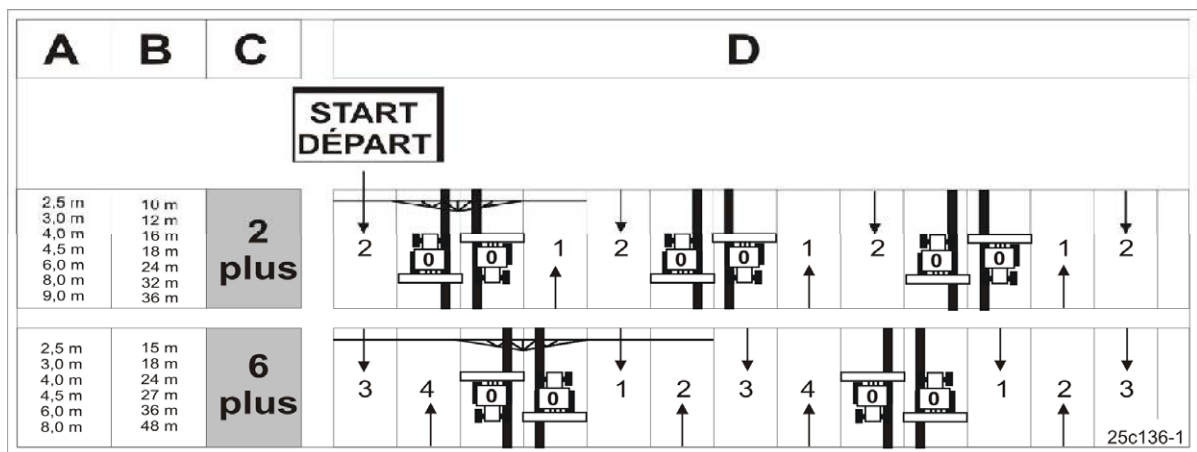 A B C D
START
DÉPART
2,5 m 10 m
3,0 m 12 m
4,0 m 16 m
4,5 m 18 m
6,0 m 24 m
8,0 m 32 m
9,0 m 36 m
2
plus
2 0 0 1 2 0 0 1 2 0 0 1 2
2,5 m 15 m
3,0 m 18 m
4,0 m 24 m
4,5 m 27 m
6,0 m 36 m
8,0 m 48 m
6
plus
3 4 0 0 1 2 3 4 0 0 1 2 3
25c136-1